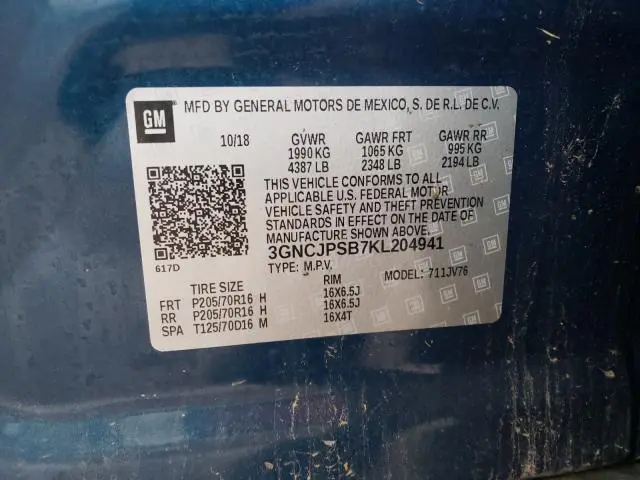 GM
MFD BY GENERAL MOTORS DE MEXICO, S. DE R.L. DE C.V.
10/18 GVWR GAWR FRT GAWR RR
1990 KG 1065 KG 995 KG
4387 LB 2348 LB 2194 LB
THIS VEHICLE CONFORMS TO ALL
APPLICABLE U.S. FEDERAL MOTOR
VEHICLE SAFETY AND THEFT PREVENTION
STANDARDS IN EFFECT ON THE DATE OF
MANUFACTURE SHOWN ABOVE.
3GNCJPSB7KL204941
617D
TYPE: M.P.V. MODEL: 711JV76
TIRE SIZE RIM
FRT P205/70R16 H 16X6.5J
RR P205/70R16 H 16X6.5J
SPA T125/70D16 M 16X4T